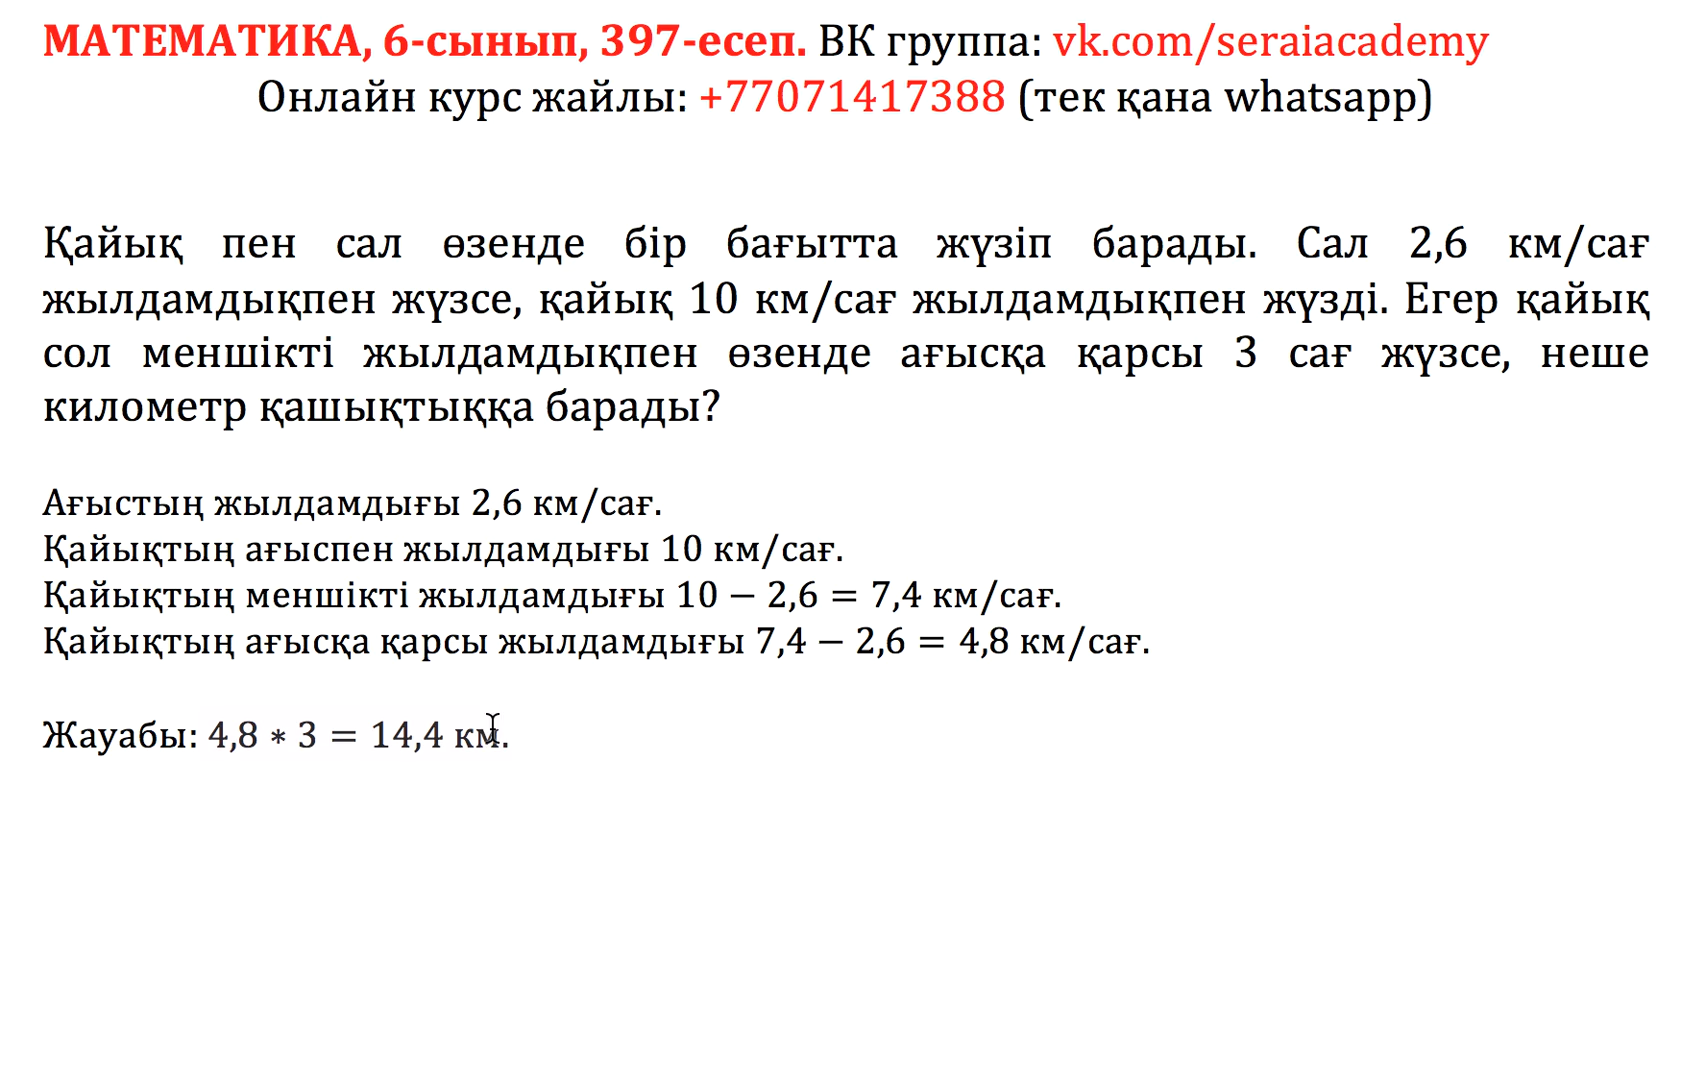 МАТЕМАТИКА, 6-сынып, 397-есеп. ВК группа: vk.com/seraiacademy
Онлайн курс жайлы: +77071417388 (тек қана whatsapp)
Қайық пен сал өзенде бір бағытта жүзіп барады. Сал 2,6 км/сағ
жылдамдықпен жүзсе, қайық 10 км/сағ жылдамдықпен жүзді. Егер қайық
сол меншікті жылдамдықпен өзенде ағысқа қарсы 3 сағ жүзсе, неше
километр қашықтыққа барады?
Ағыстың жылдамдығы 2,6 км/сағ.
Қайықтың ағыспен жылдамдығы 10 км/сағ.
Қайықтың меншікті жылдамдығы 10 − 2,6 = 7,4 км/сағ.
Қайықтың ағысқа қарсы жылдамдығы 7,4 − 2,6 = 4,8 км/сағ.
Жауабы: 4,8 ∗ 3 = 14,4 км.